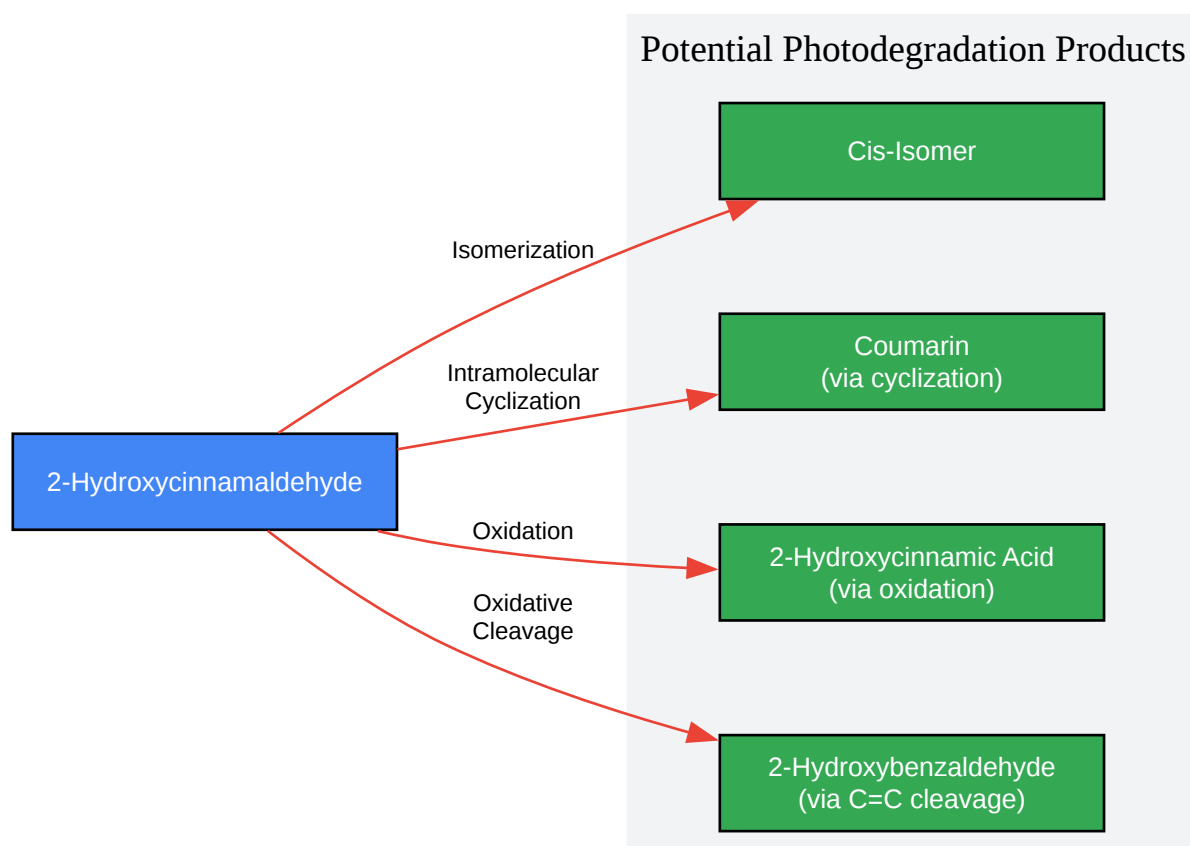 Potential Photodegradation Products
Cis-Isomer
Isomerization
Coumarin
(via cyclization)
Intramolecular
Cyclization
2-Hydroxycinnamaldehyde
Oxidation
2-Hydroxycinnamic Acid
(via oxidation)
Oxidative
Cleavage
2-Hydroxybenzaldehyde
(via C=C cleavage)